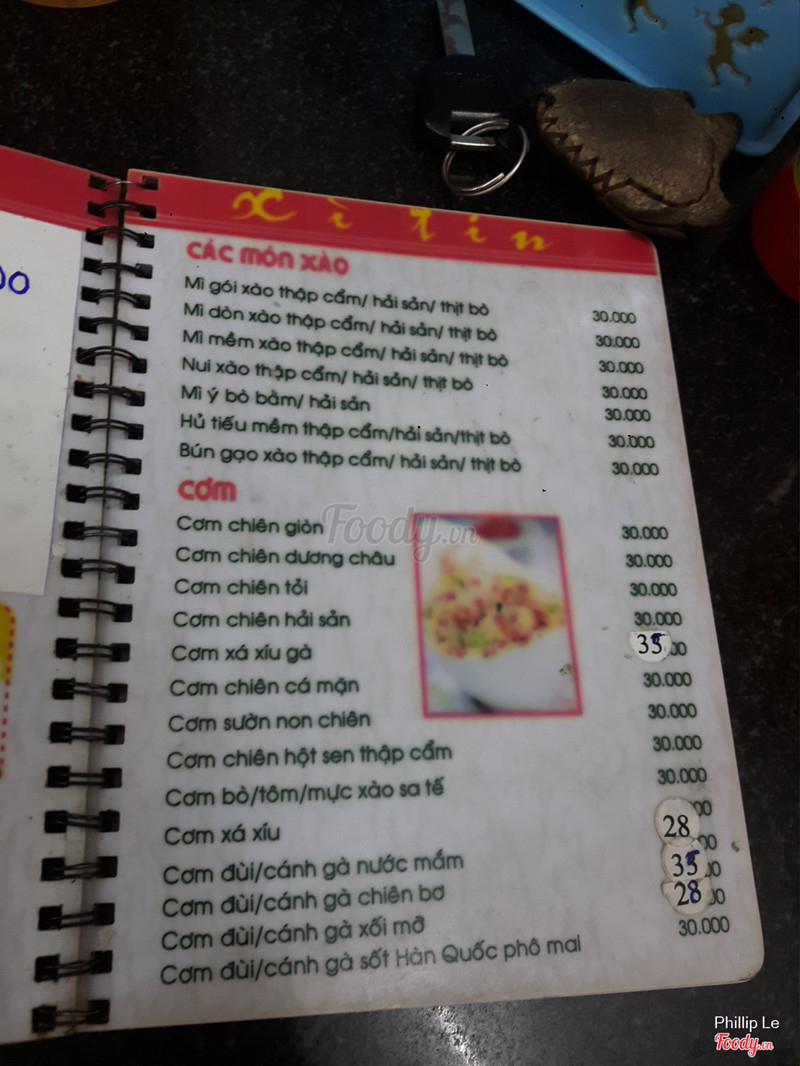 00
Xì Tin
CÁC MÓN XÀO
Mì gói xào thập cẩm/ hải sản/ thịt bò 30.000
Mì dòn xào thập cẩm/ hải sản/ thịt bò 30.000
Mì mềm xào thập cẩm/ hải sản/ thịt bò 30.000
Nui xào thập cẩm/ hải sản/ thịt bò 30.000
Mì ý bò bằm/ hải sản 30.000
Hủ tiếu mềm thập cẩm/hải sản/thịt bò 30.000
Bún gạo xào thập cẩm/ hải sản/ thịt bò 30.000
CƠM
Cơm chiên giòn 30.000
Cơm chiên dương châu 30.000
Cơm chiên tỏi 30.000
Cơm chiên hải sản 30.000
Cơm xá xíu gà 35 00
Cơm chiên cá mặn 30.000
Cơm sườn non chiên 30.000
Cơm chiên hột sen thập cẩm 30.000
Cơm bò/tôm/mực xào sa tế 30.000
Cơm xá xíu 28 00
Cơm đùi/cánh gà nước mắm 00
Cơm đùi/cánh gà chiên bơ 35 00
Cơm đùi/cánh gà xối mỡ 28 00
Cơm đùi/cánh gà sốt Hàn Quốc phô mai 30.000
Foody.vn
Phillip Le
Foody.vn